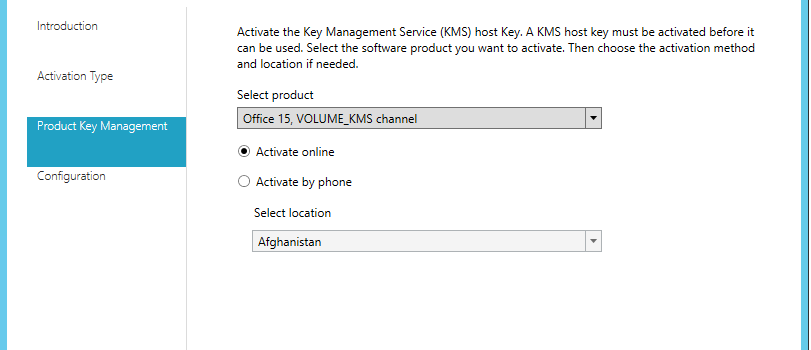 Introduction
Activation Type
Product Key Management
Configuration
Activate the Key Management Service (KMS) host Key. A KMS host key must be activated before it
can be used. Select the software product you want to activate. Then choose the activation method
and location if needed.
Select product
Office 15, VOLUME_KMS channel
Activate online
Activate by phone
Select location
Afghanistan